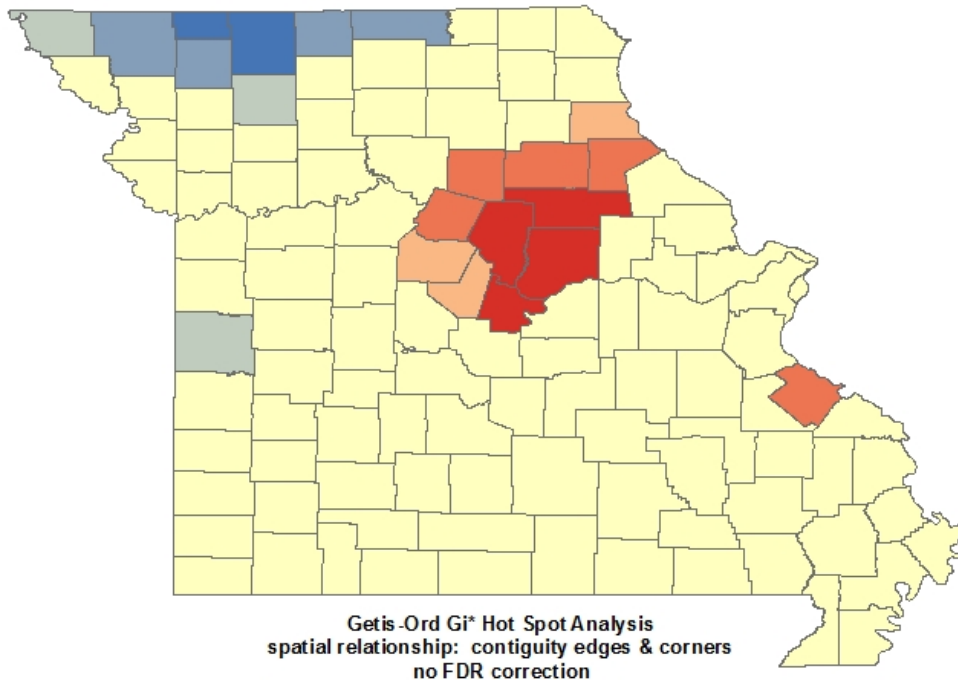 Getis-Ord Gi* Hot Spot Analysis
spatial relationship: contiguity edges & corners
no FDR correction